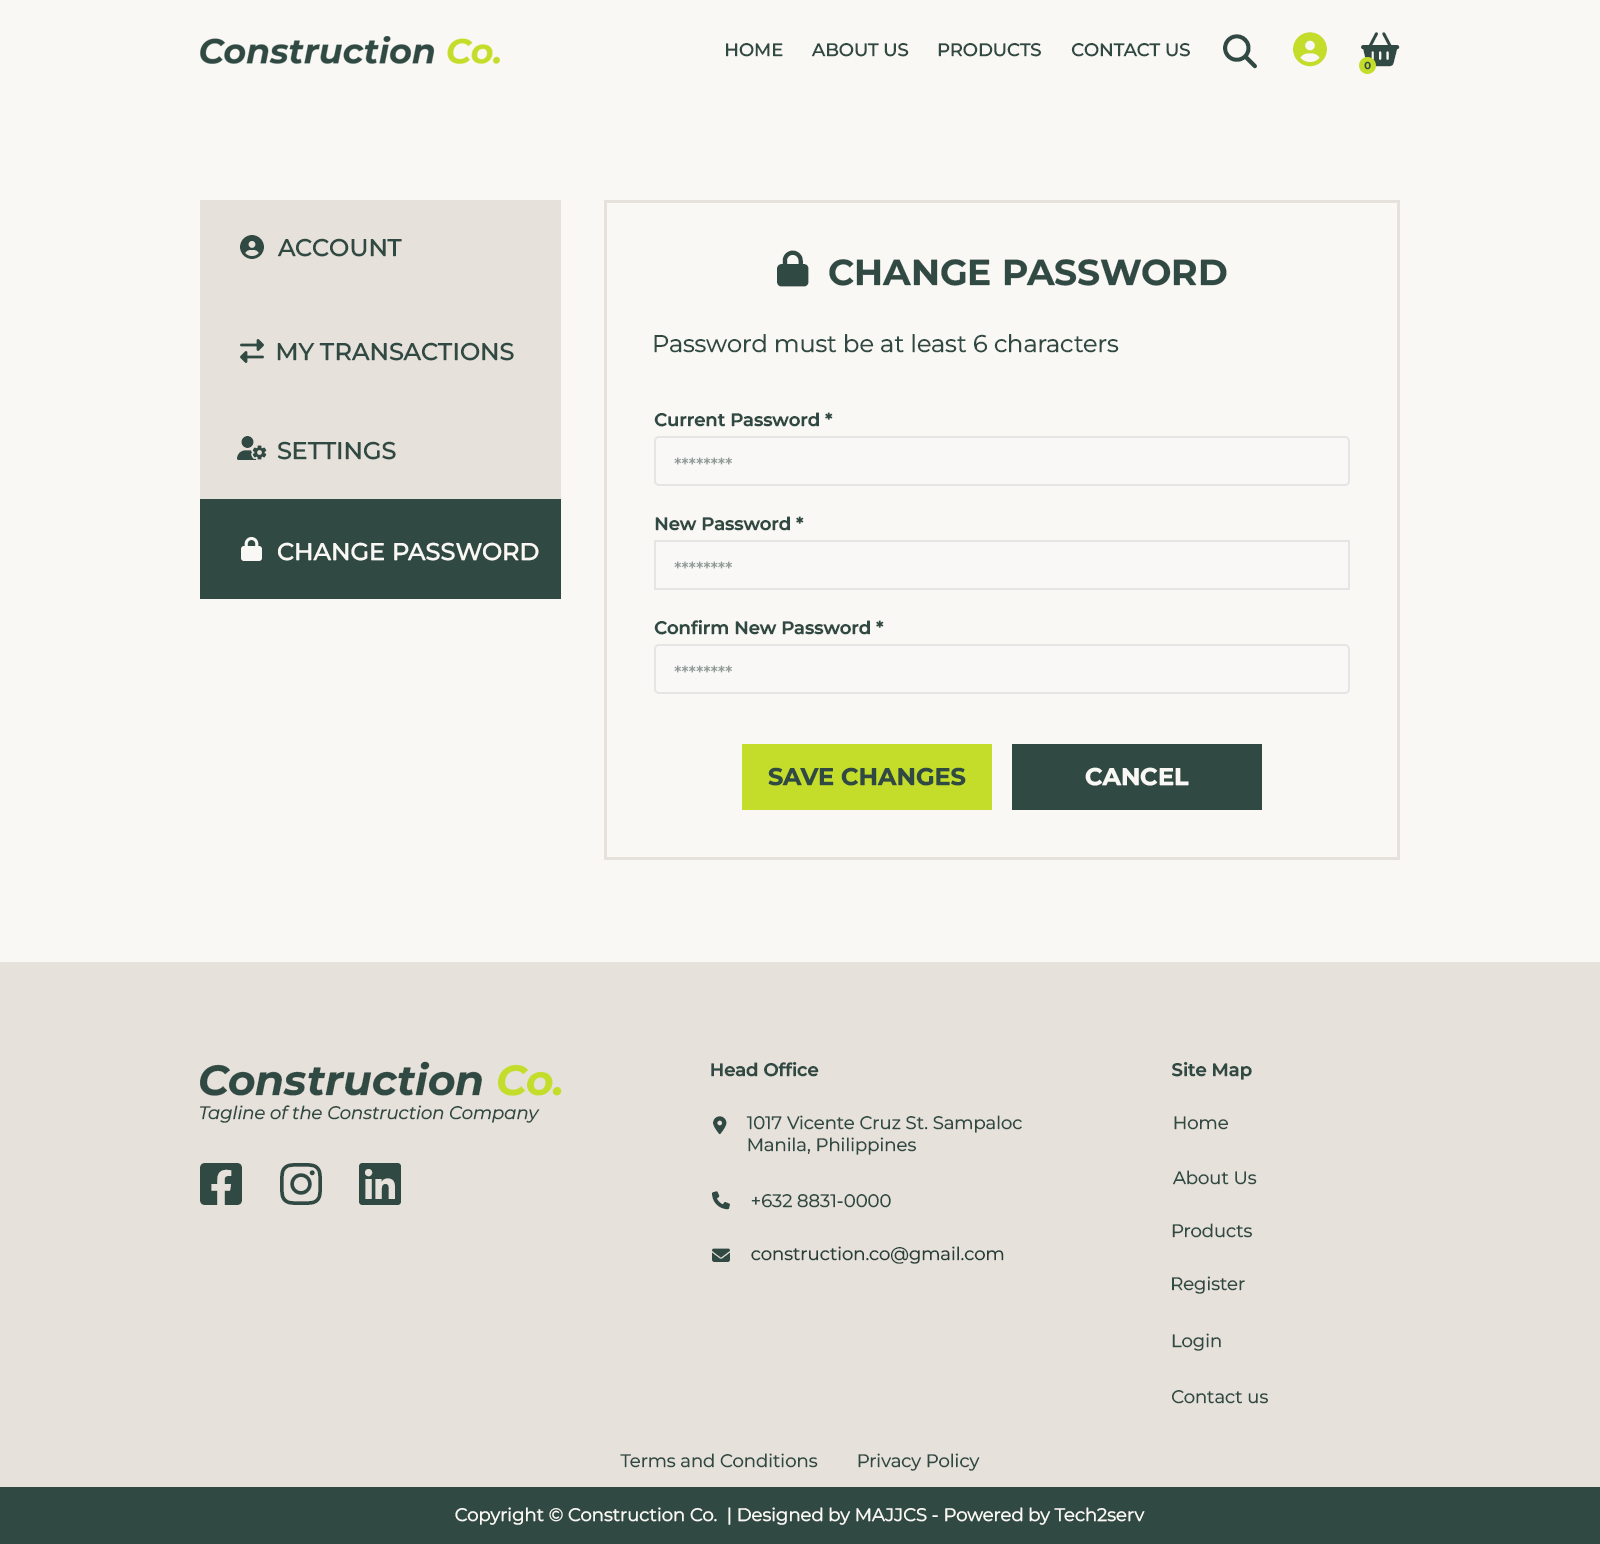 Construction Co.
HOME ABOUT US PRODUCTS CONTACT US
0
ACCOUNT
MY TRANSACTIONS
SETTINGS
CHANGE PASSWORD
CHANGE PASSWORD
Password must be at least 6 characters
Current Password *
********
New Password *
********
Confirm New Password *
********
SAVE CHANGES CANCEL
Construction Co.
Tagline of the Construction Company
Head Office
1017 Vicente Cruz St. Sampaloc
Manila, Philippines
+632 8831-0000
construction.co@gmail.com
Site Map
Home
About Us
Products
Register
Login
Contact us
Terms and Conditions Privacy Policy
Copyright © Construction Co. | Designed by MAJJCS - Powered by Tech2serv